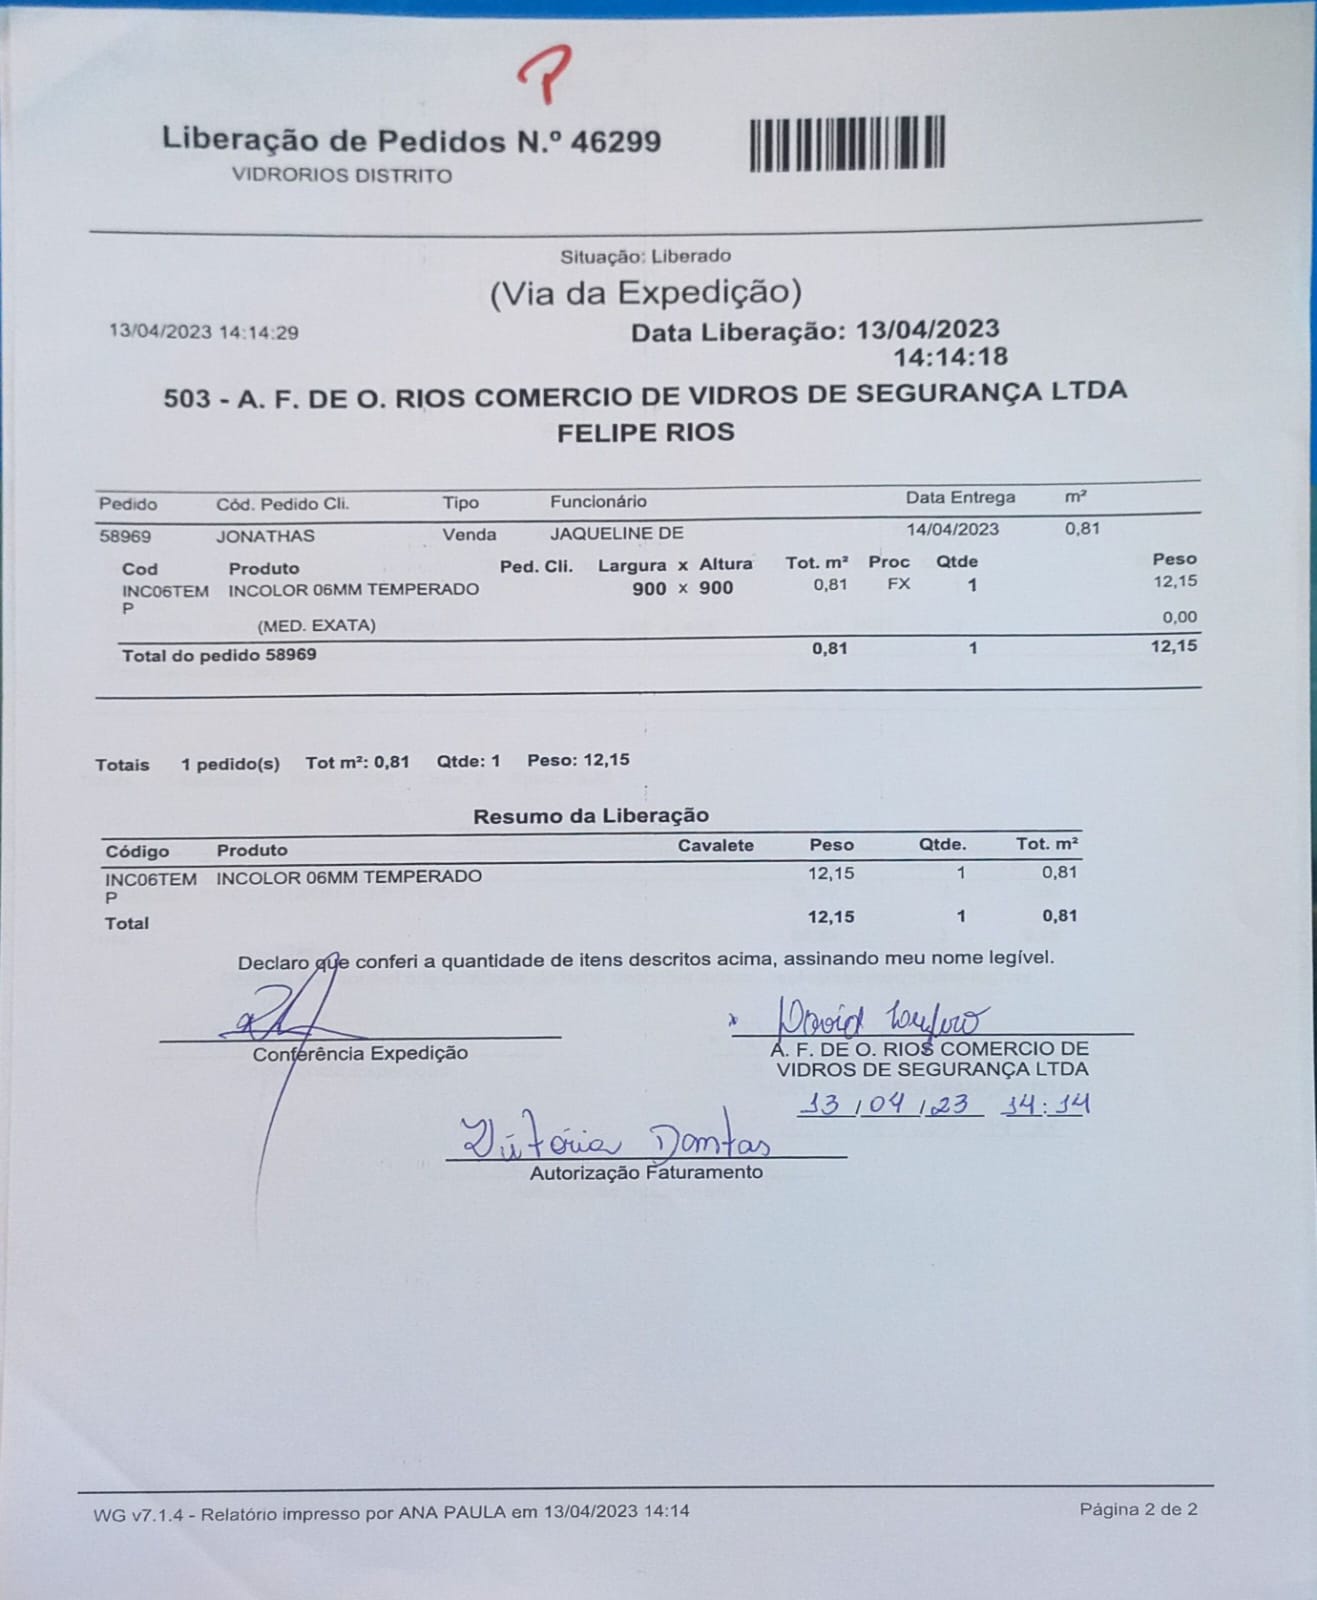 P
Liberação de Pedidos N.º 46299
VIDRORIOS DISTRITO
Situação: Liberado
(Via da Expedição)
13/04/2023 14:14:29 Data Liberação: 13/04/2023
14:14:18
503 - A. F. DE O. RIOS COMERCIO DE VIDROS DE SEGURANÇA LTDA
FELIPE RIOS
Pedido Cód. Pedido Cli. Tipo Funcionário Data Entrega m²
58969 JONATHAS Venda JAQUELINE DE 14/04/2023 0,81
Cod Produto Ped. Cli. Largura x Altura Tot. m² Proc Qtde Peso
INC06TEM INCOLOR 06MM TEMPERADO 900 x 900 0,81 FX 1 12,15
P
(MED. EXATA) 0,00
Total do pedido 58969 0,81 1 12,15
Totais 1 pedido(s) Tot m²: 0,81 Qtde: 1 Peso: 12,15
Resumo da Liberação
Código Produto Cavalete Peso Qtde. Tot. m²
INC06TEM INCOLOR 06MM TEMPERADO 12,15 1 0,81
P
Total 12,15 1 0,81
Declaro que conferi a quantidade de itens descritos acima, assinando meu nome legível.
x David
Conferência Expedição A. F. DE O. RIOS COMERCIO DE
VIDROS DE SEGURANÇA LTDA
13/04/23 14:14
Vitória Dantas
Autorização Faturamento
WG v7.1.4 - Relatório impresso por ANA PAULA em 13/04/2023 14:14 Página 2 de 2